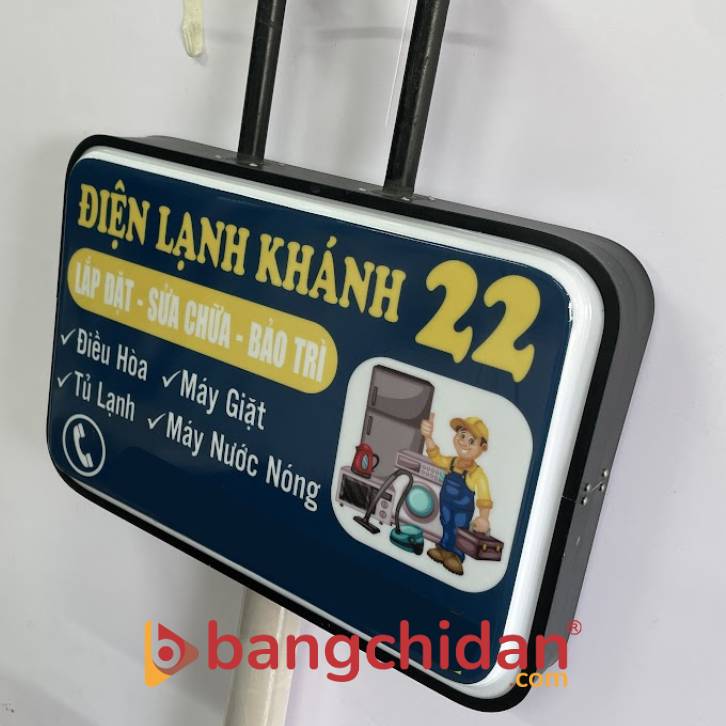 ĐIỆN LẠNH KHÁNH 22
LẮP ĐẶT - SỬA CHỮA - BẢO TRÌ
✓Điều Hòa ✓Máy Giặt
✓Tủ Lạnh ✓Máy Nước Nóng
bangchidan®
.com